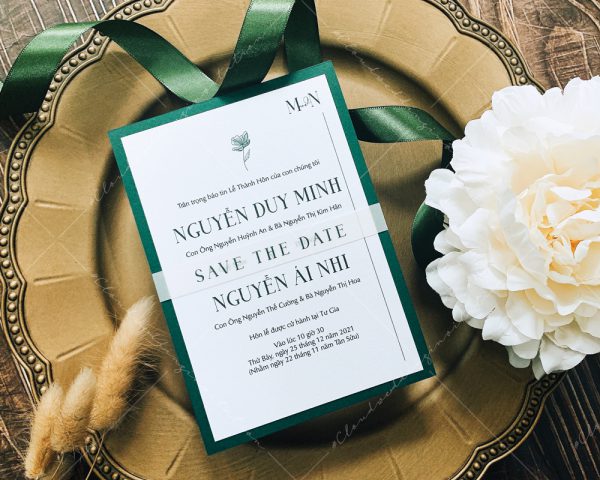 M&N
Trân trọng báo tin Lễ Thành Hôn của con chúng tôi
NGUYỄN DUY MINH
Con Ông Nguyễn Huỳnh An & Bà Nguyễn Thị Kim Hân
SAVE THE DATE
NGUYỄN ÁI NHI
Con Ông Nguyễn Thế Cường & Bà Nguyễn Thị Hoa
Hôn lễ được cử hành tại Tư Gia
Vào lúc 10 giờ 30
Thứ Bảy, ngày 25 tháng 12 năm 2021
(Nhằm ngày 22 tháng 11 năm Tân Sửu)